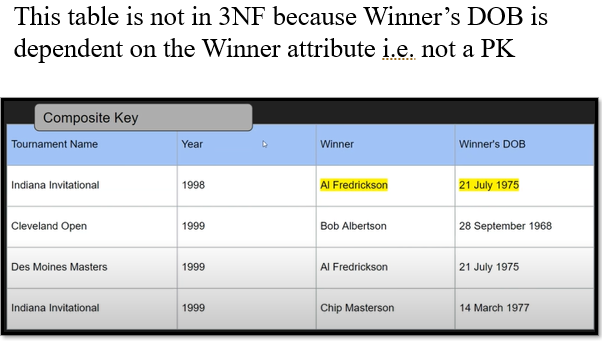 This table is not in 3NF because Winner’s DOB is
dependent on the Winner attribute i.e. not a PK
Composite Key
Tournament Name Year Winner Winner's DOB
Indiana Invitational 1998 Al Fredrickson 21 July 1975
Cleveland Open 1999 Bob Albertson 28 September 1968
Des Moines Masters 1999 Al Fredrickson 21 July 1975
Indiana Invitational 1999 Chip Masterson 14 March 1977